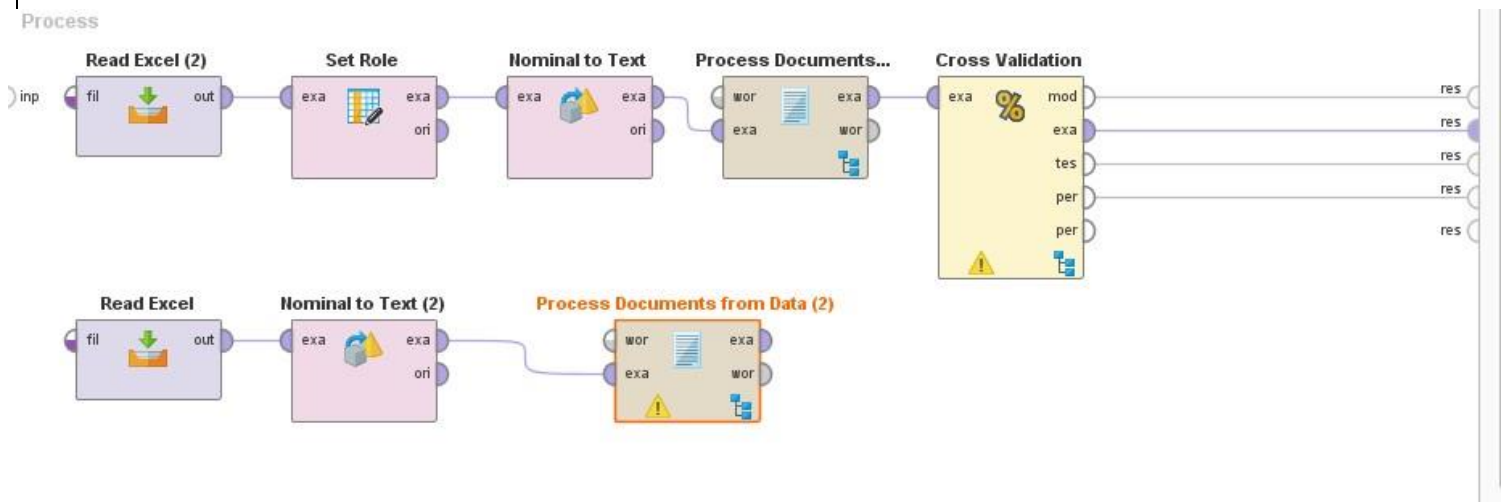 Process
Read Excel (2) Set Role Nominal to Text Process Documents... Cross Validation
inp fil out exa exa exa exa wor exa exa mod res
ori ori exa wor exa res
tes res
per res
per res
Read Excel Nominal to Text (2) Process Documents from Data (2)
fil out exa exa wor exa
ori exa wor